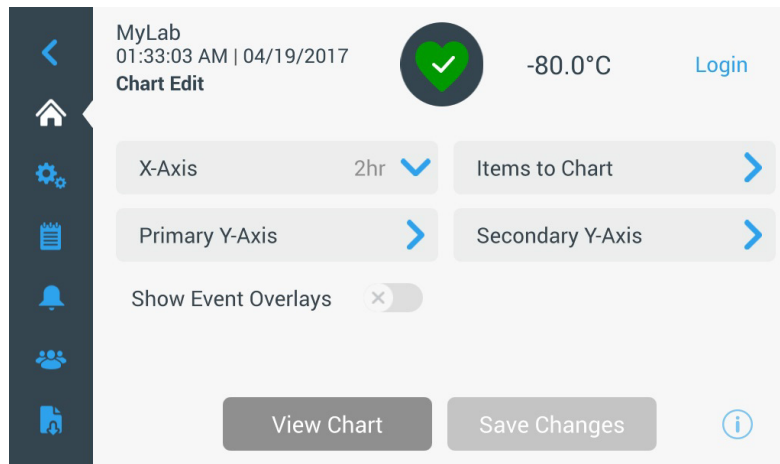 MyLab
01:33:03 AM | 04/19/2017
Chart Edit
-80.0°C
Login
X-Axis 2hr
Items to Chart
Primary Y-Axis
Secondary Y-Axis
Show Event Overlays
View Chart
Save Changes